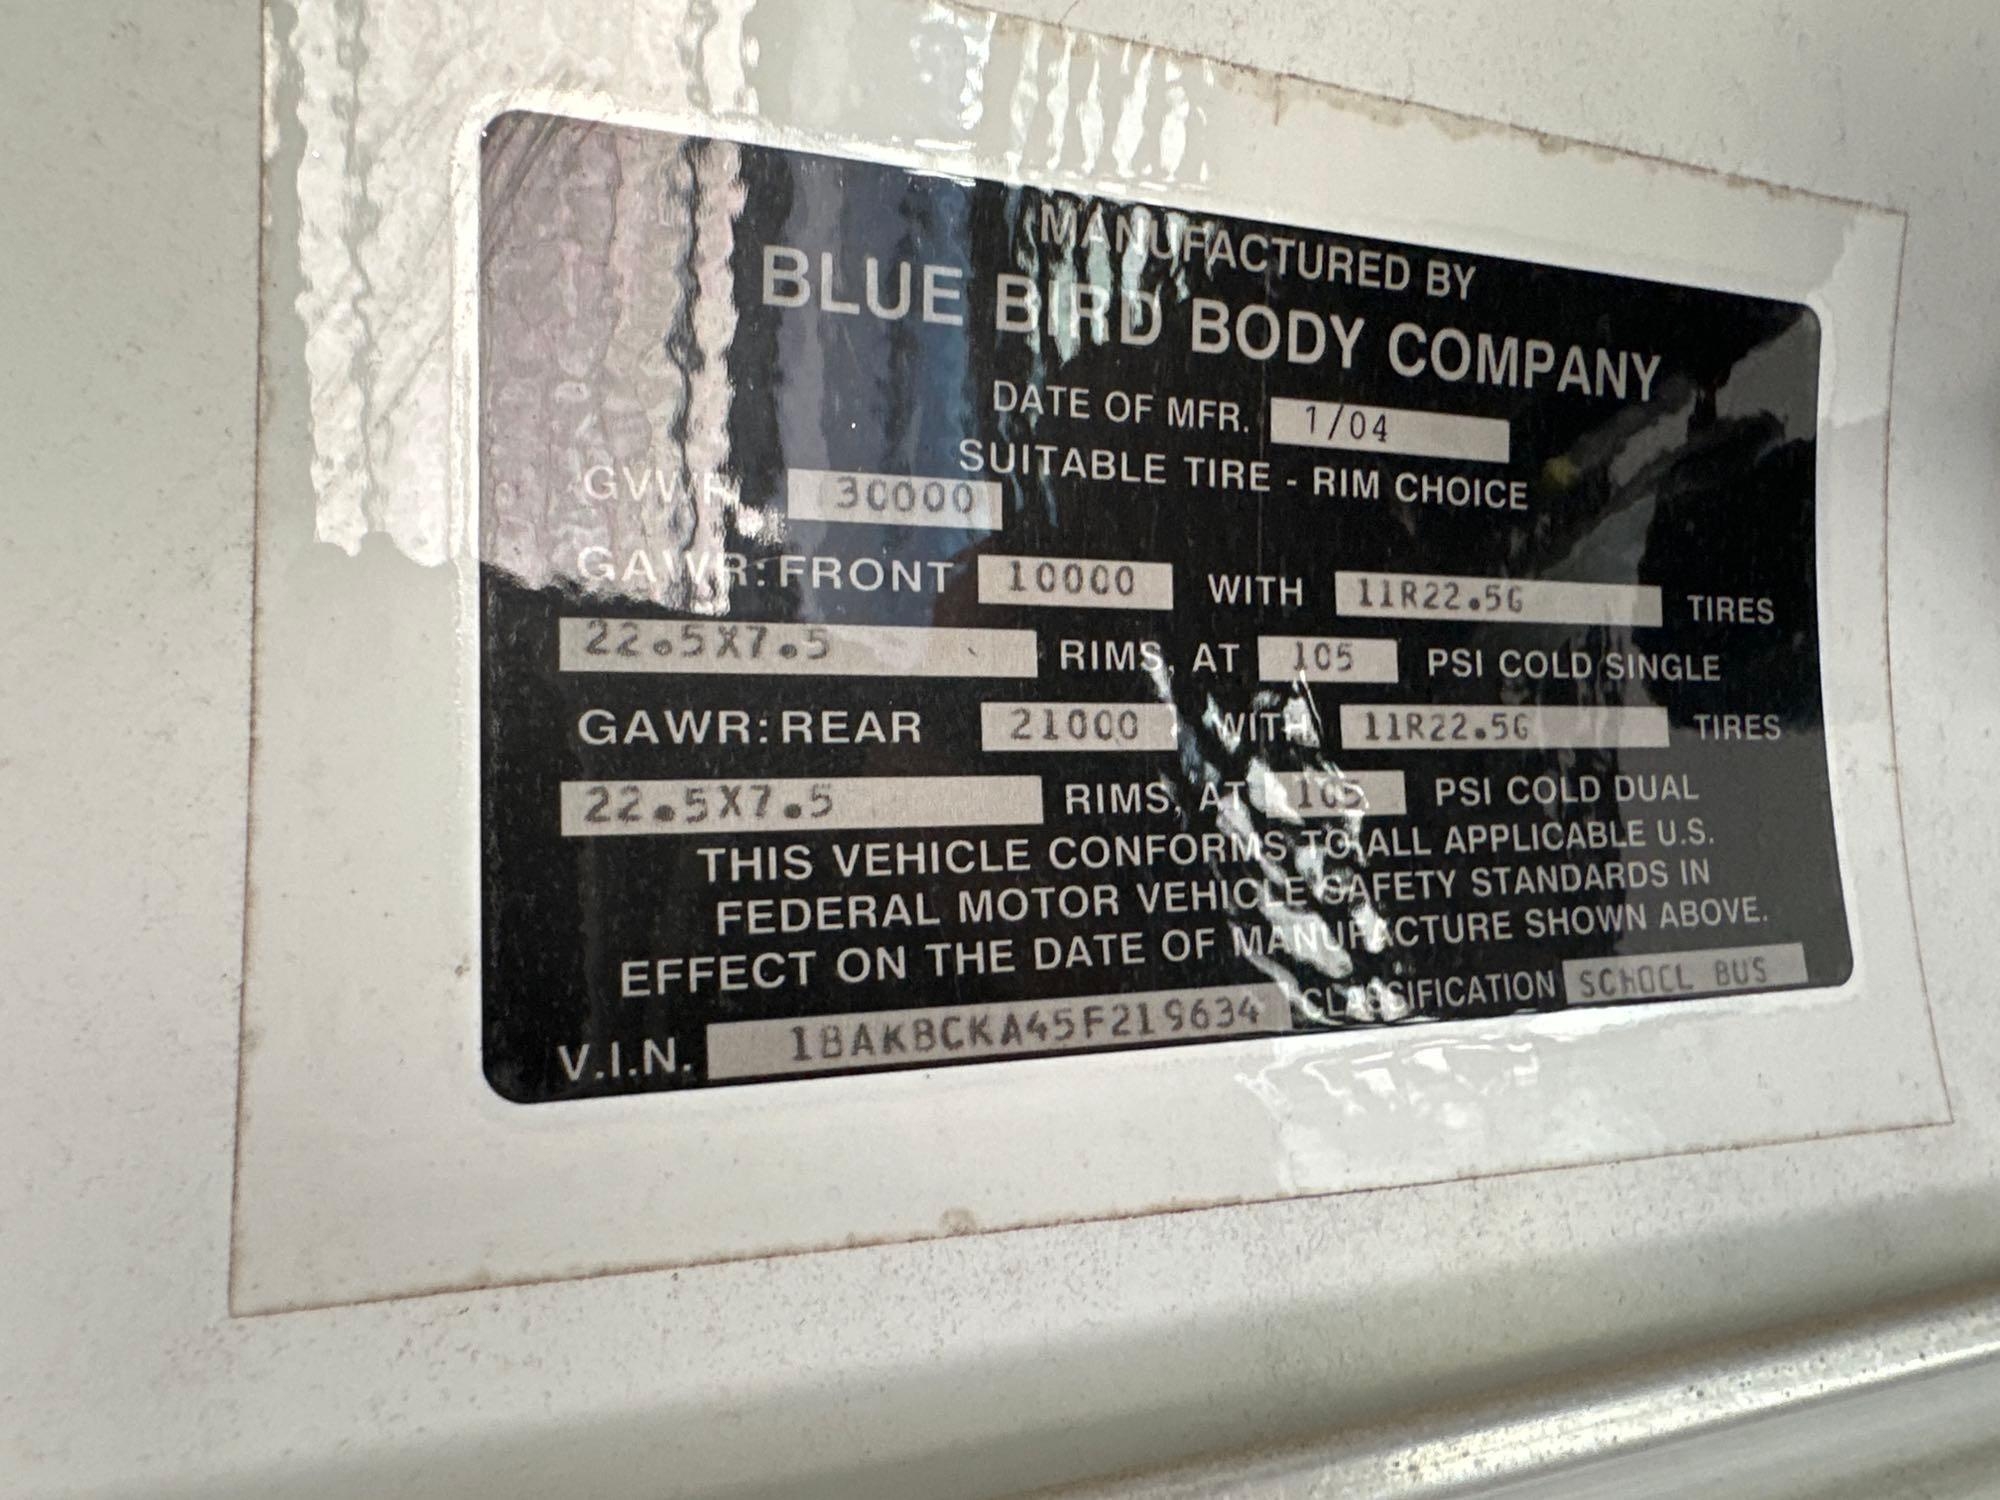 MANUFACTURED BY
BLUE BIRD BODY COMPANY
DATE OF MFR. 1/04
SUITABLE TIRE - RIM CHOICE
GVWR 30000
GAWR: FRONT 10000 WITH 11R22.5G TIRES
22.5X7.5 RIMS, AT 105 PSI COLD SINGLE
GAWR: REAR 21000 WITH 11R22.5G TIRES
22.5X7.5 RIMS, AT 105 PSI COLD DUAL
THIS VEHICLE CONFORMS TO ALL APPLICABLE U.S.
FEDERAL MOTOR VEHICLE SAFETY STANDARDS IN
EFFECT ON THE DATE OF MANUFACTURE SHOWN ABOVE.
V.I.N. 1BAKBCKA45F219634 CLASSIFICATION SCHOOL BUS